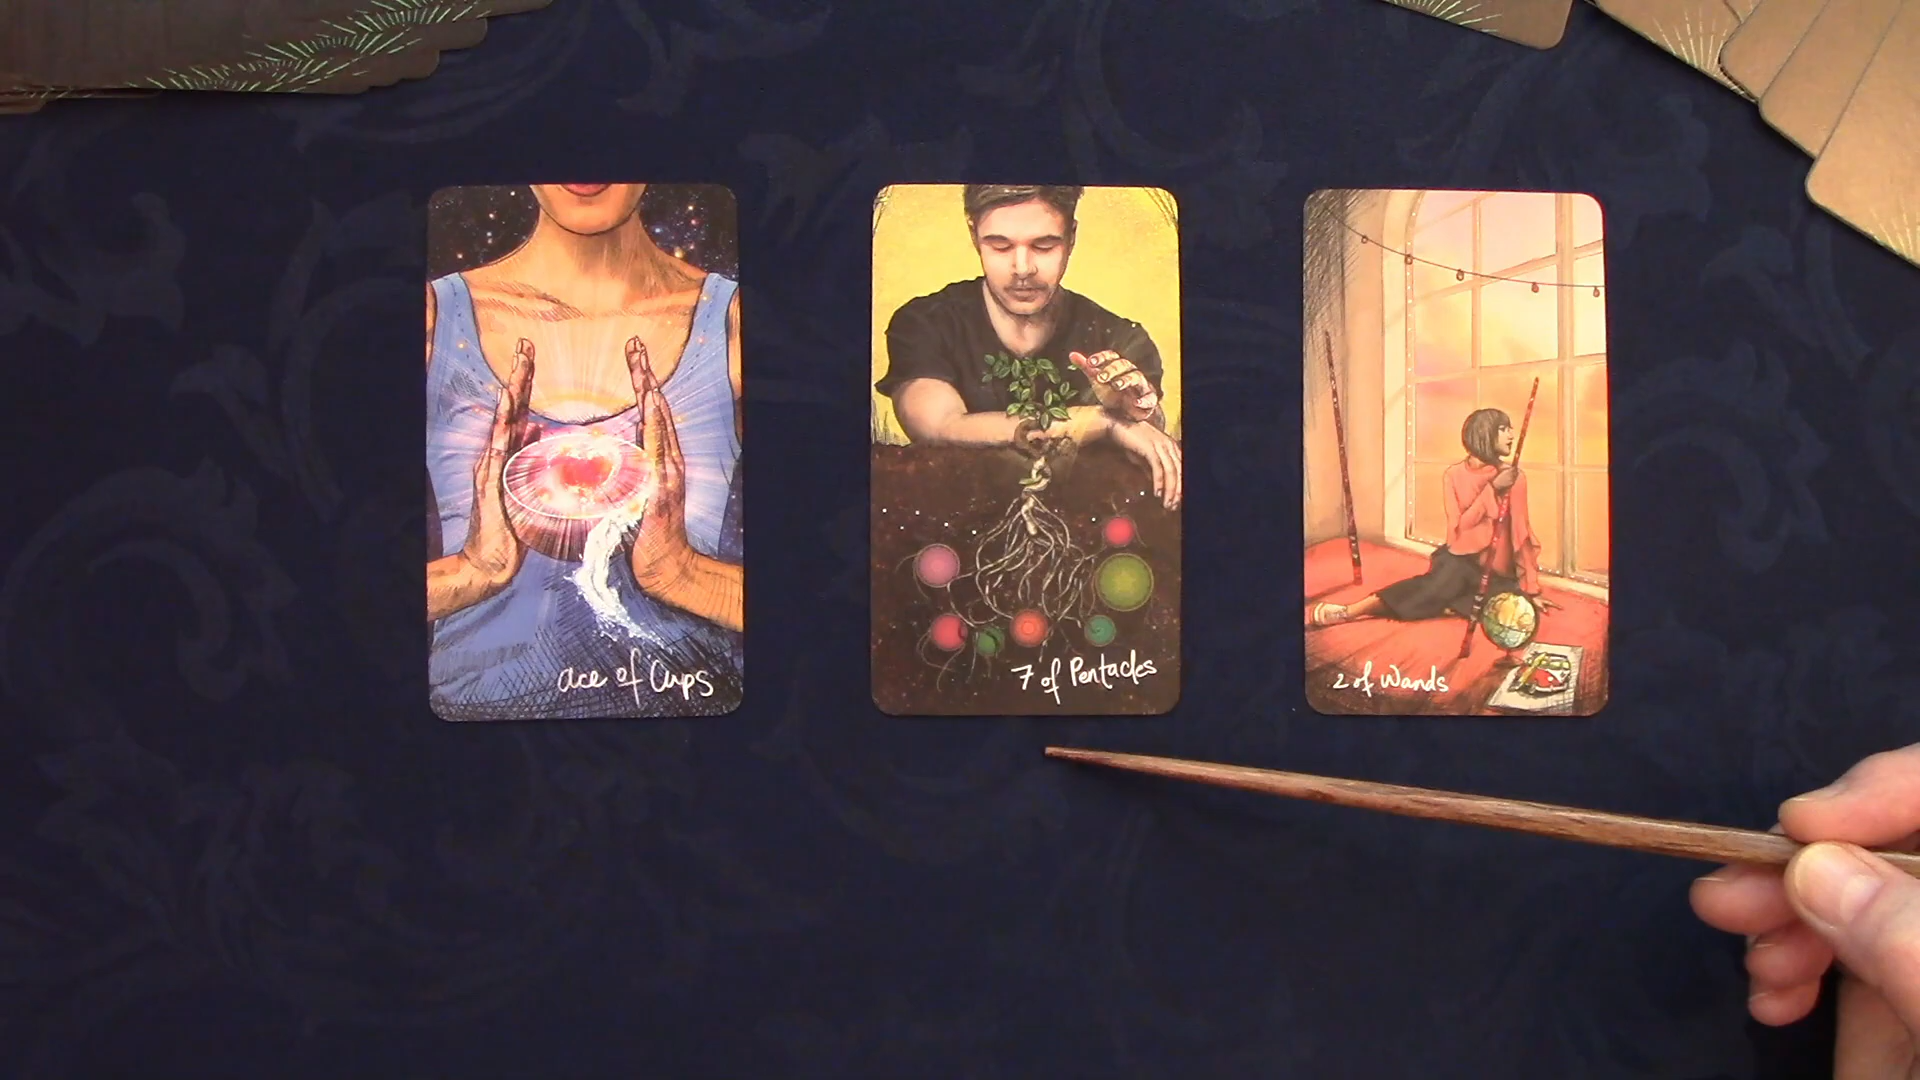 ace of Cups
7 of Pentacles
2 of Wands